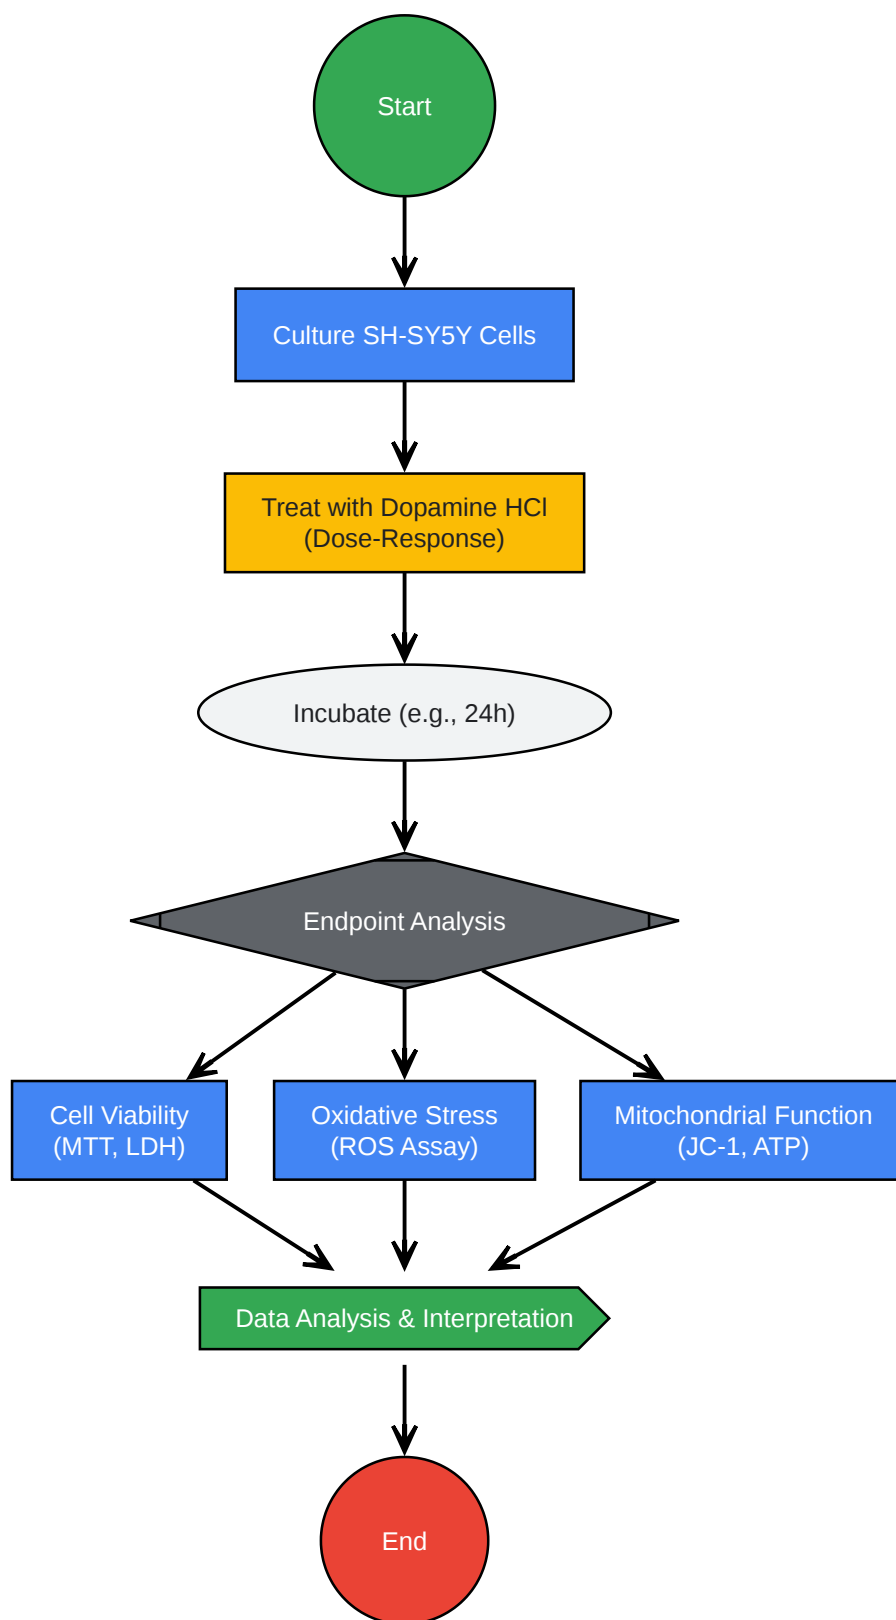 Start
Culture SH-SY5Y Cells
Treat with Dopamine HCl
(Dose-Response)
Incubate (e.g., 24h)
Endpoint Analysis
Cell Viability
(MTT, LDH)
Oxidative Stress
(ROS Assay)
Mitochondrial Function
(JC-1, ATP)
Data Analysis & Interpretation
End